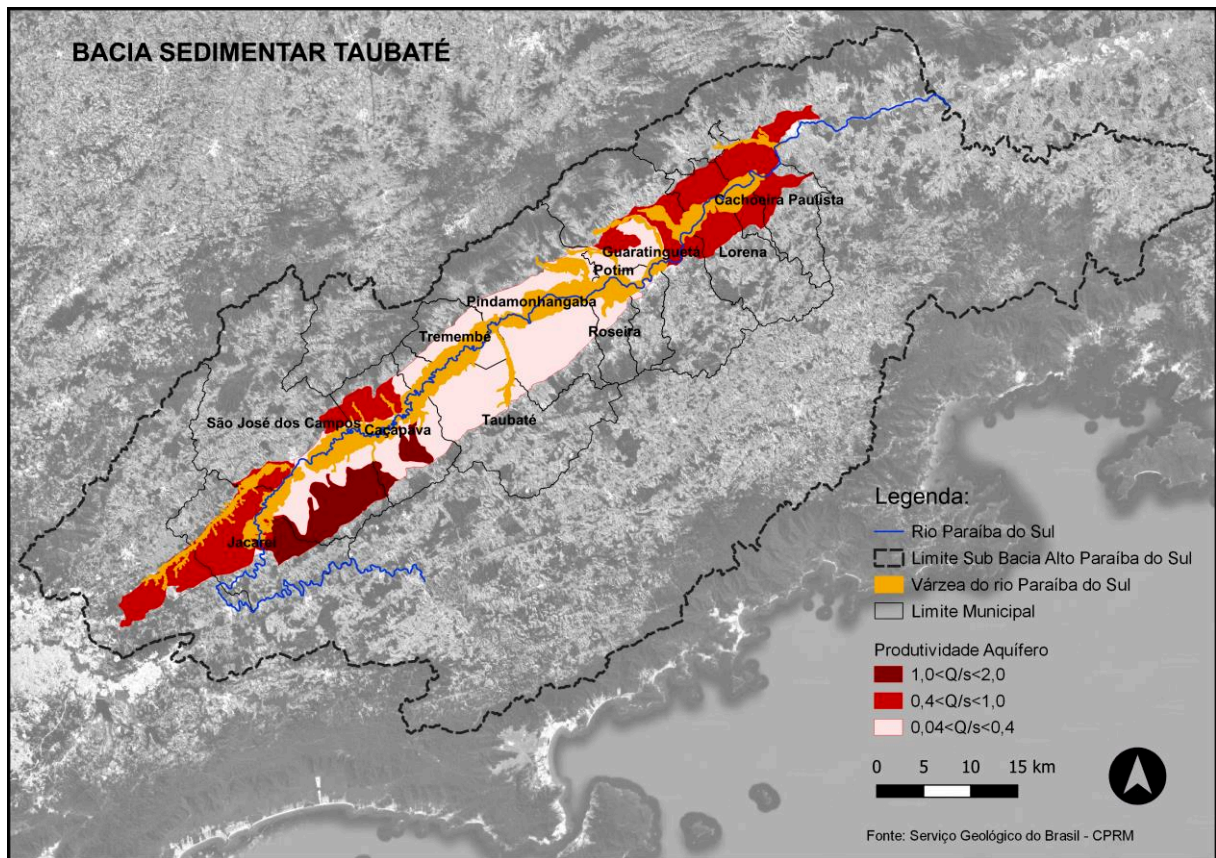 BACIA SEDIMENTAR TAUBATÉ
Cachoeira Paulista
Guaratinguetá
Lorena
Potim
Pindamonhangaba
Roseira
Tremembé
Taubaté
São José dos Campos
Caçapava
Jacareí
Legenda:
Rio Paraíba do Sul
Límite Sub Bacia Alto Paraíba do Sul
Várzea do rio Paraíba do Sul
Limite Municipal
Produtividade Aquífero
1,0<Q/s<2,0
0,4<Q/s<1,0
0,04<Q/s<0,4
0 5 10 15 km
Fonte: Serviço Geológico do Brasil - CPRM